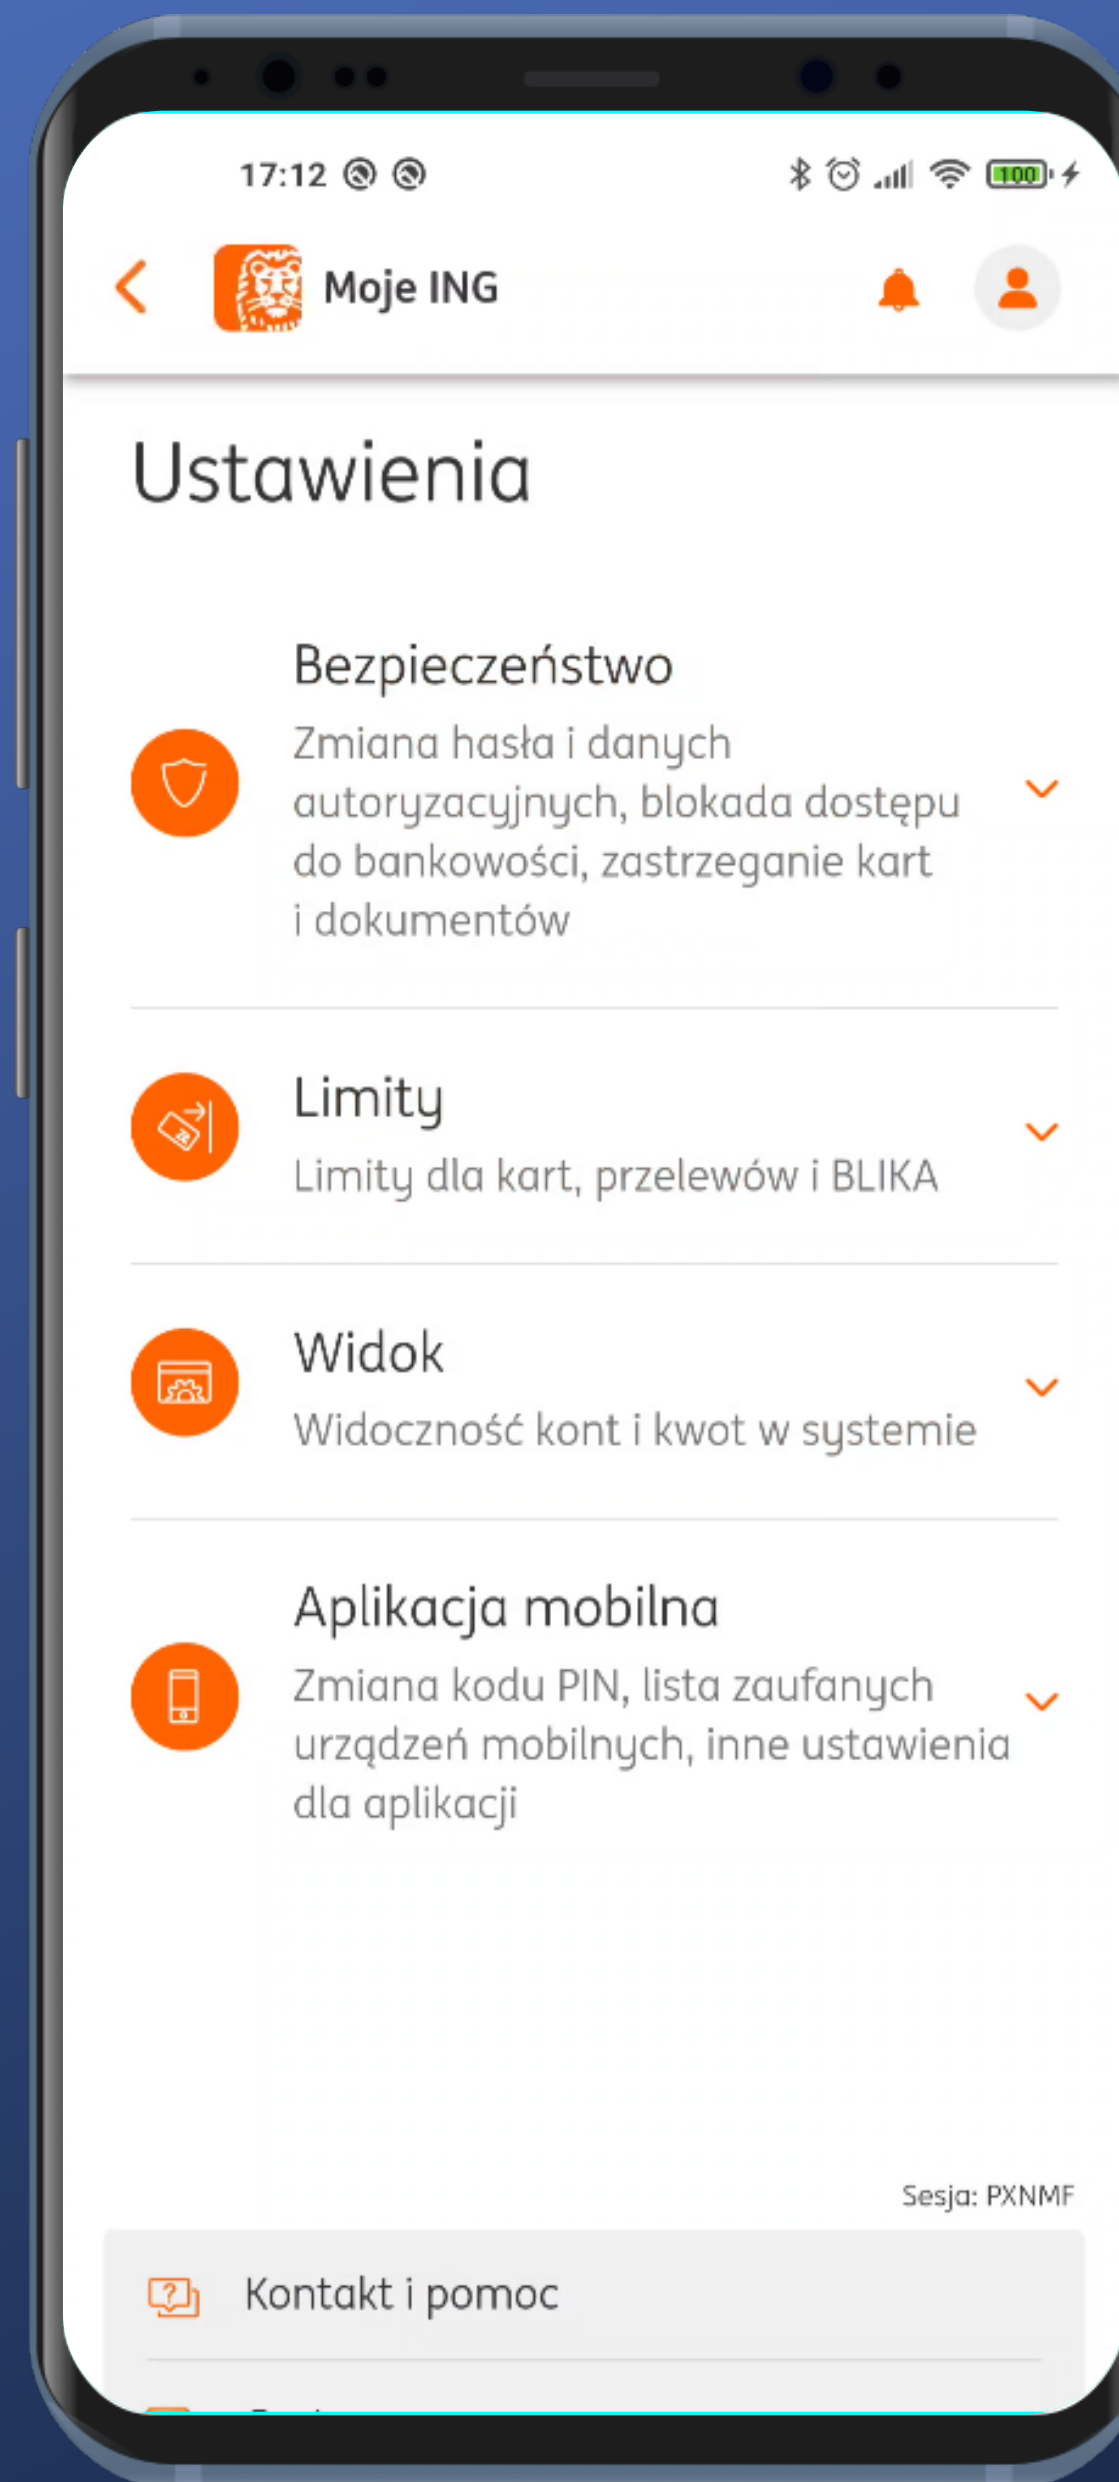 17:12
100
Moje ING
Ustawienia
Bezpieczeństwo
Zmiana hasła i danych
autoryzacyjnych, blokada dostępu
do bankowości, zastrzeganie kart
i dokumentów
Limity
Limity dla kart, przelewów i BLIKA
Widok
Widoczność kont i kwot w systemie
Aplikacja mobilna
Zmiana kodu PIN, lista zaufanych
urządzeń mobilnych, inne ustawienia
dla aplikacji
Sesja: PXNMF
Kontakt i pomoc